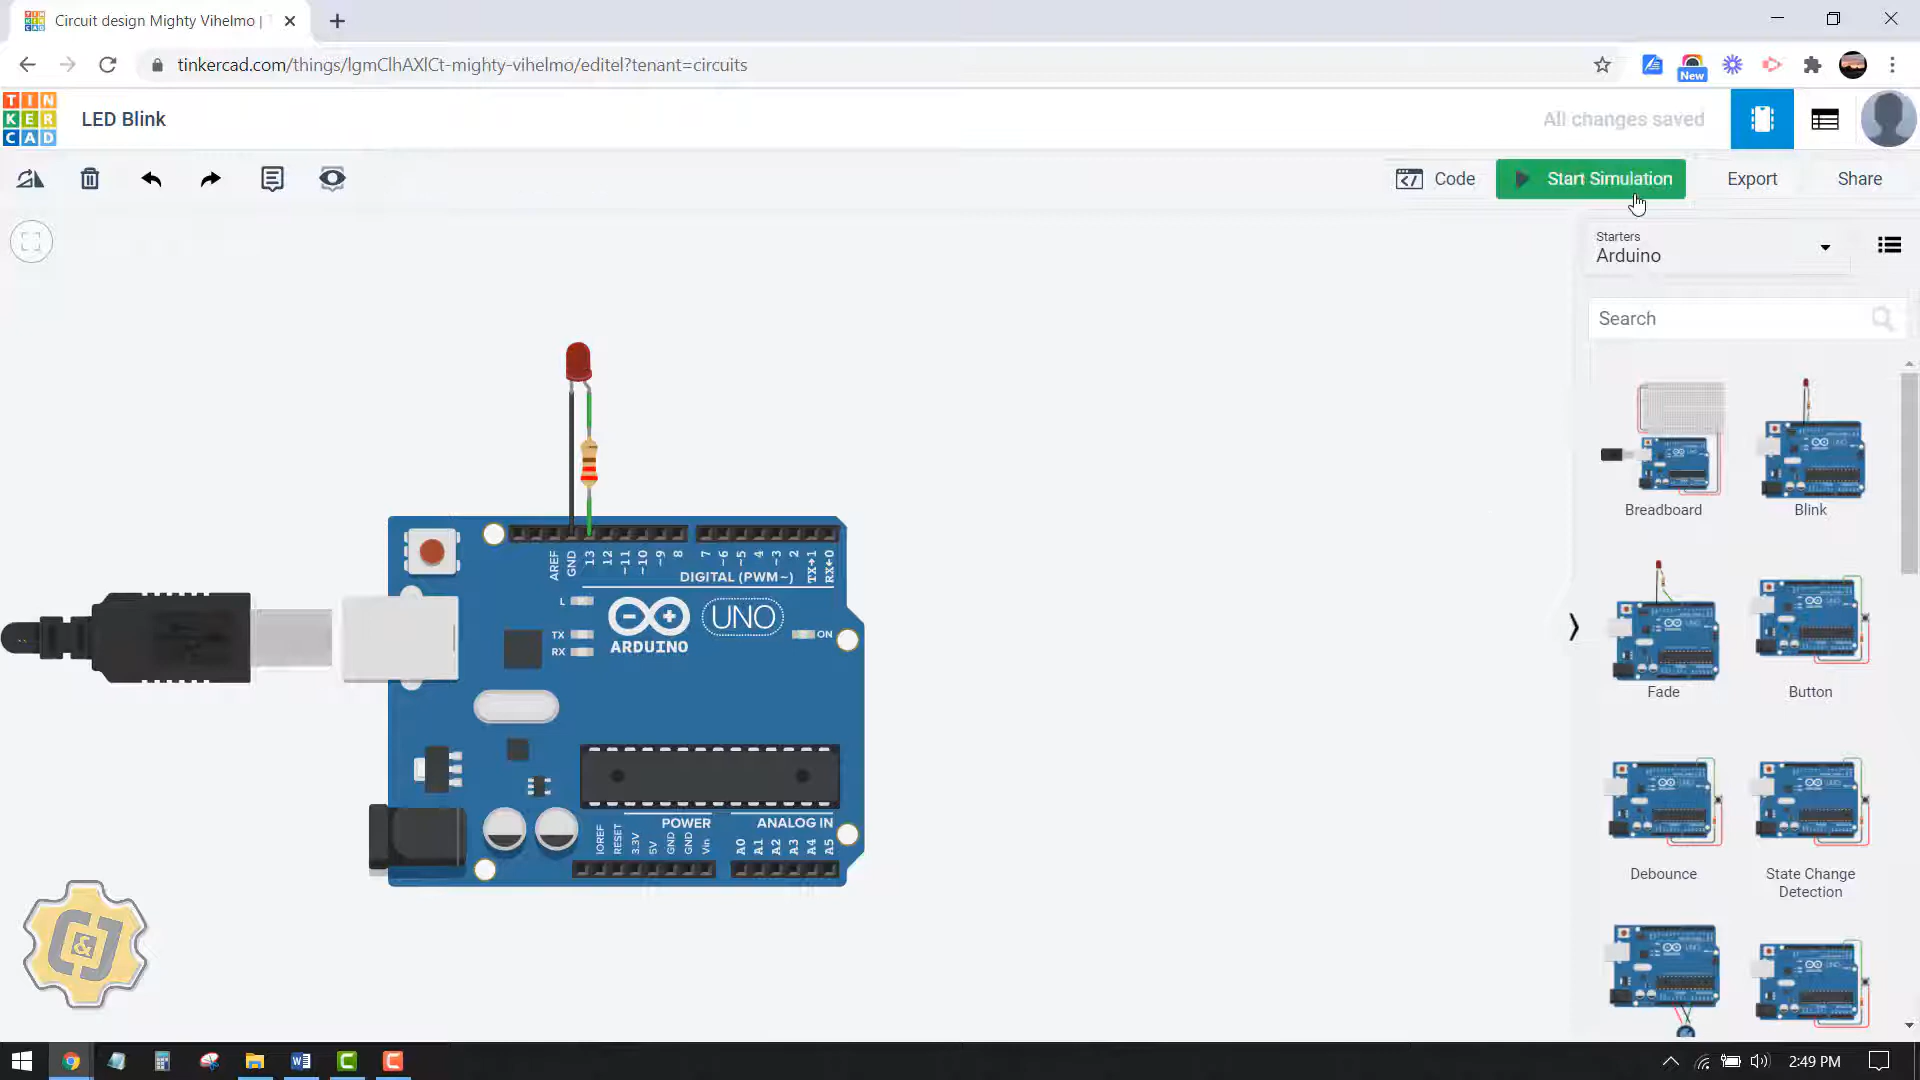 Circuit design Mighty Vihelmo |
tinkercad.com/things/lgmClhAXlCt-mighty-vihelmo/editel?tenant=circuits
New
TIN
KER
CAD
LED Blink
All changes saved
Code
Start Simulation
Export
Share
Starters
Arduino
Search
Breadboard
Blink
Fade
Button
Debounce
State Change
Detection
AREF
GND
13
12
~11
~10
~9
8
7
~6
~5
4
~3
2
TX→1
RX←0
DIGITAL (PWM~)
L
TX
RX
ARDUINO
UNO
ON
POWER
ANALOG IN
IOREF
RESET
3.3V
5V
GND
GND
Vin
A0
A1
A2
A3
A4
A5
C&J
2:49 PM